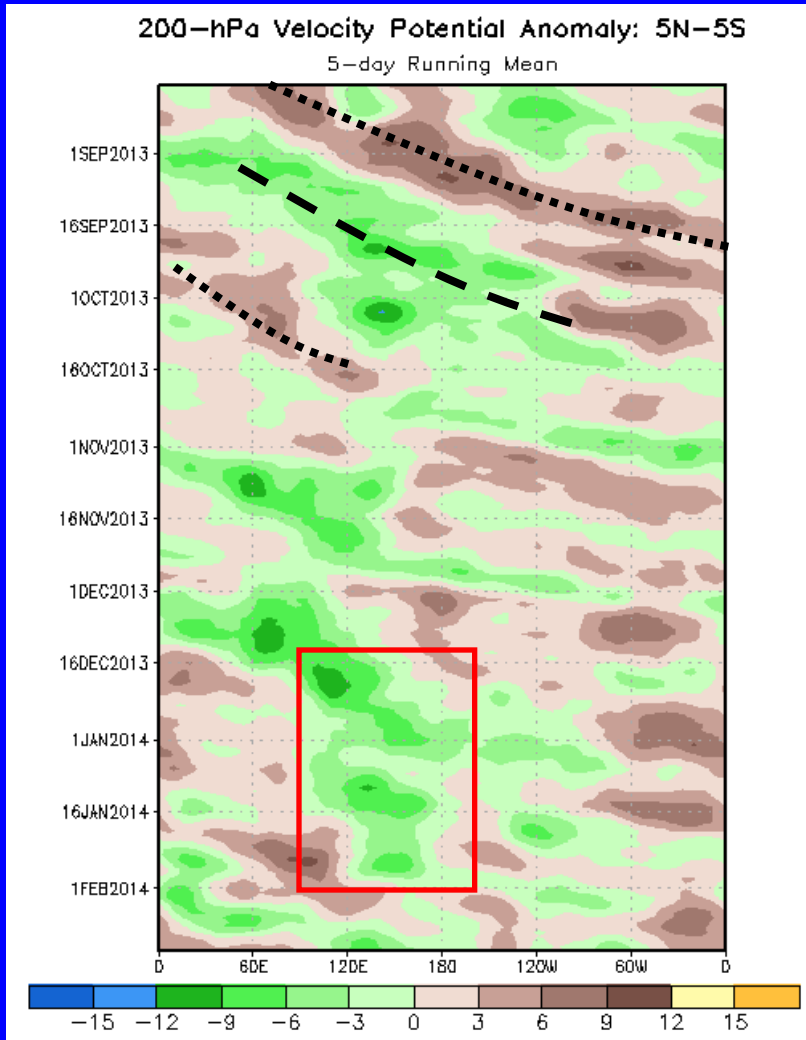 200-hPa Velocity Potential Anomaly: 5N-5S
5-day Running Mean
1SEP2013
16SEP2013
1OCT2013
16OCT2013
1NOV2013
16NOV2013
1DEC2013
16DEC2013
1JAN2014
16JAN2014
1FEB2014
0 60E 120E 180 120W 60W 0
-15 -12 -9 -6 -3 0 3 6 9 12 15